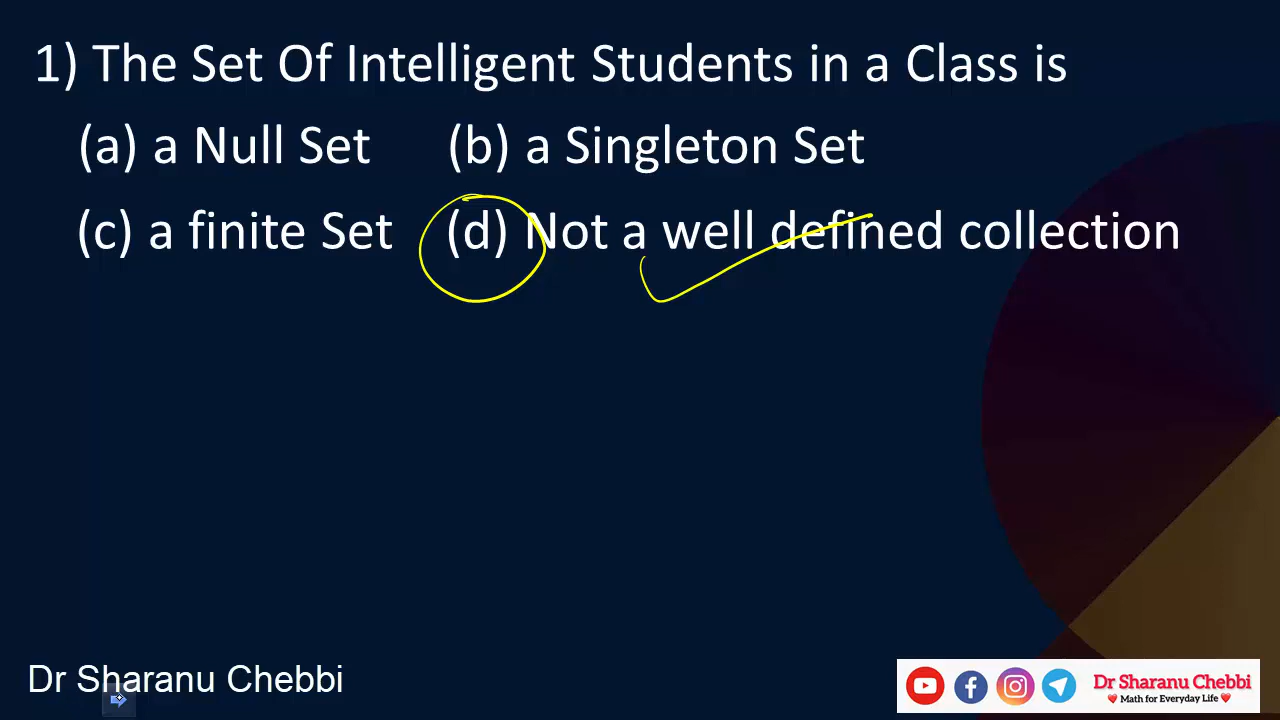 1) The Set Of Intelligent Students in a Class is
(a) a Null Set (b) a Singleton Set
(c) a finite Set (d) Not a well defined collection
Dr Sharanu Chebbi
Dr Sharanu Chebbi
Math for Everyday Life